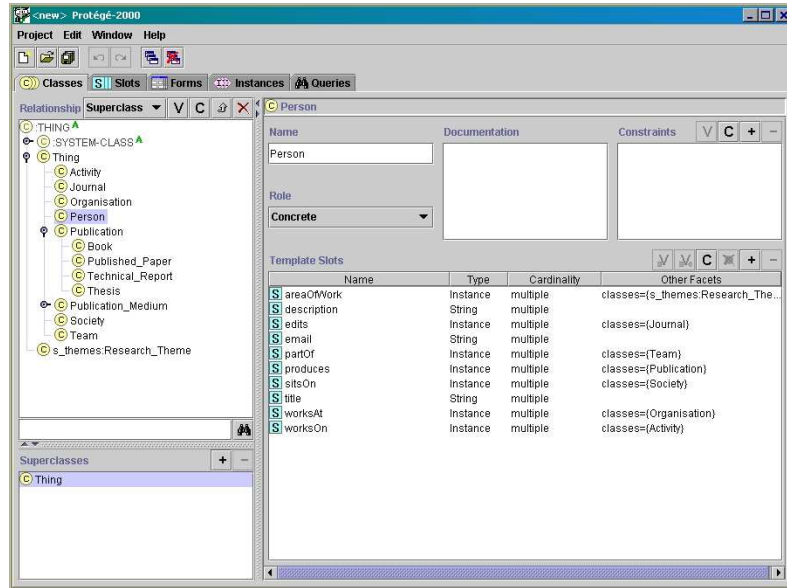 <new> Protégé-2000
Project Edit Window Help
C Classes S Slots Forms Instances Queries
Relationship Superclass V C
C :THING A
C :SYSTEM-CLASS A
C Thing
C Activity
C Journal
C Organisation
C Person
C Publication
C Book
C Published_Paper
C Technical_Report
C Thesis
C Publication_Medium
C Society
C Team
C s_themes:Research_Theme
Superclasses + -
C Thing
C Person
Name Documentation Constraints V C + -
Person
Role
Concrete
Template Slots V V C + -
Name Type Cardinality Other Facets
S areaOfWork Instance multiple classes={s_themes:Research_The...
S description String multiple
S edits Instance multiple classes={Journal}
S email String multiple
S partOf Instance multiple classes={Team}
S produces Instance multiple classes={Publication}
S sitsOn Instance multiple classes={Society}
S title String multiple
S worksAt Instance multiple classes={Organisation}
S worksOn Instance multiple classes={Activity}